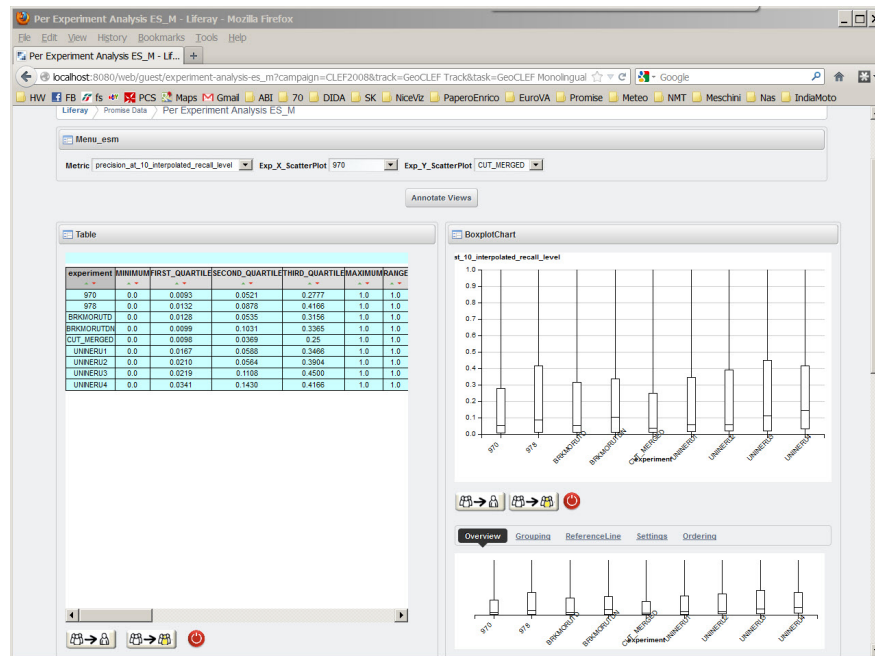 Per Experiment Analysis ES_M - Liferay - Mozilla Firefox
File Edit View History Bookmarks Tools Help
Per Experiment Analysis ES_M - Lif... +
localhost:8080/web/guest/experiment-analysis-es_m?campaign=CLEF2008&track=GeoCLEF Track&task=GeoCLEF Monolingual Google
HW FB fs PCS Maps Gmail ABI 70 DIDA SK NiceViz PaperoEnrico EuroVA Promise Meteo NMT Meschini Nas IndiaMoto
Liferay Promise Data Per Experiment Analysis ES_M
Menu_esm
Metric precision_at_10_interpolated_recall_level Exp_X_ScatterPlot 970 Exp_Y_ScatterPlot CUT_MERGED
Annotate Views
Table
experiment MINIMUM FIRST_QUARTILE SECOND_QUARTILE THIRD_QUARTILE MAXIMUM RANGE
970 0.0 0.0093 0.0521 0.2777 1.0 1.0
978 0.0 0.0132 0.0878 0.4166 1.0 1.0
BRKMORUTD 0.0 0.0128 0.0535 0.3156 1.0 1.0
BRKMORUTDN 0.0 0.0099 0.1031 0.3365 1.0 1.0
CUT_MERGED 0.0 0.0098 0.0369 0.25 1.0 1.0
UNINERU1 0.0 0.0167 0.0588 0.3466 1.0 1.0
UNINERU2 0.0 0.0210 0.0564 0.3904 1.0 1.0
UNINERU3 0.0 0.0219 0.1108 0.4500 1.0 1.0
UNINERU4 0.0 0.0341 0.1430 0.4166 1.0 1.0
BoxplotChart
at_10_interpolated_recall_level
1.0
0.9
0.8
0.7
0.6
0.5
0.4
0.3
0.2
0.1
0.0
970 978 BRKMORUTD BRKMORUTDN CUT_MERGED UNINERU1 UNINERU2 UNINERU3 UNINERU4
experiment
Overview Grouping ReferenceLine Settings Ordering
970 978 BRKMORUTD BRKMORUTDN CUT_MERGED UNINERU1 UNINERU2 UNINERU3 UNINERU4
experiment